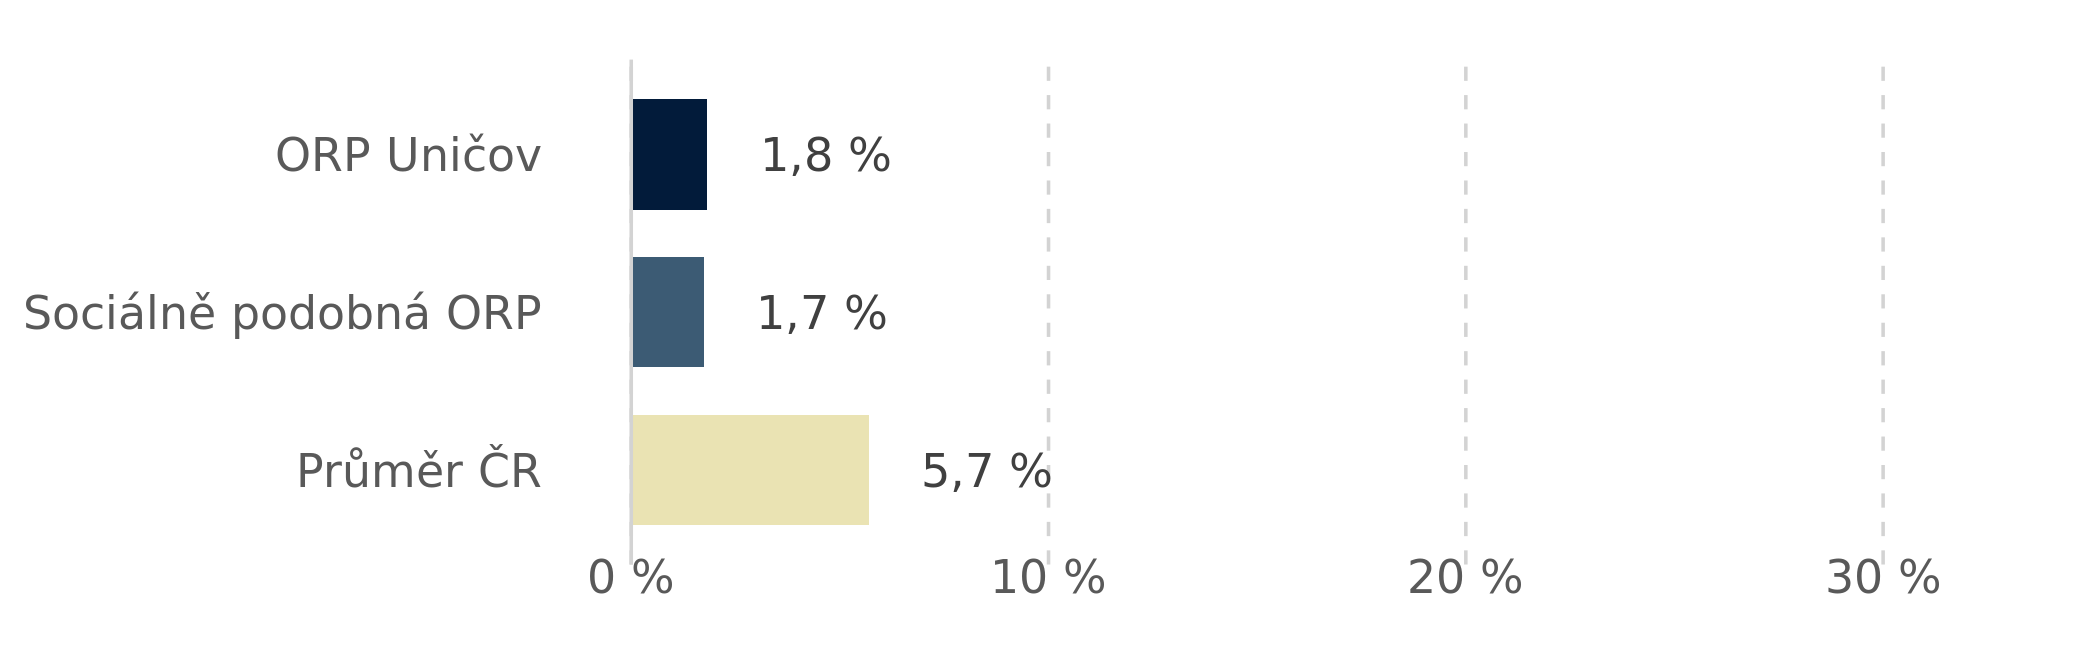 ORP Uničov 1,8 %
Sociálně podobná ORP 1,7 %
Průměr ČR 5,7 %
0 % 10 % 20 % 30 %